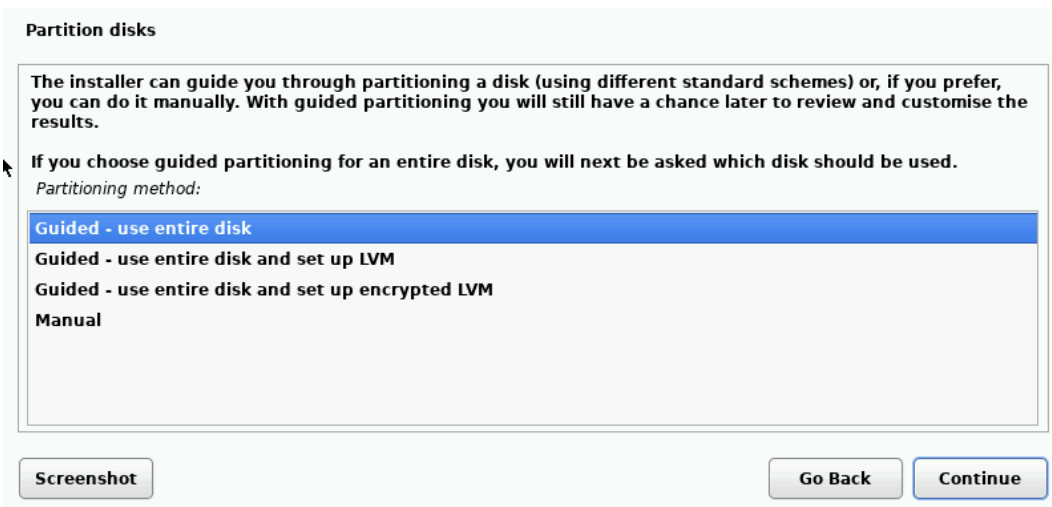 Partition disks
The installer can guide you through partitioning a disk (using different standard schemes) or, if you prefer,
you can do it manually. With guided partitioning you will still have a chance later to review and customise the
results.
If you choose guided partitioning for an entire disk, you will next be asked which disk should be used.
Partitioning method:
Guided - use entire disk
Guided - use entire disk and set up LVM
Guided - use entire disk and set up encrypted LVM
Manual
Screenshot
Go Back
Continue